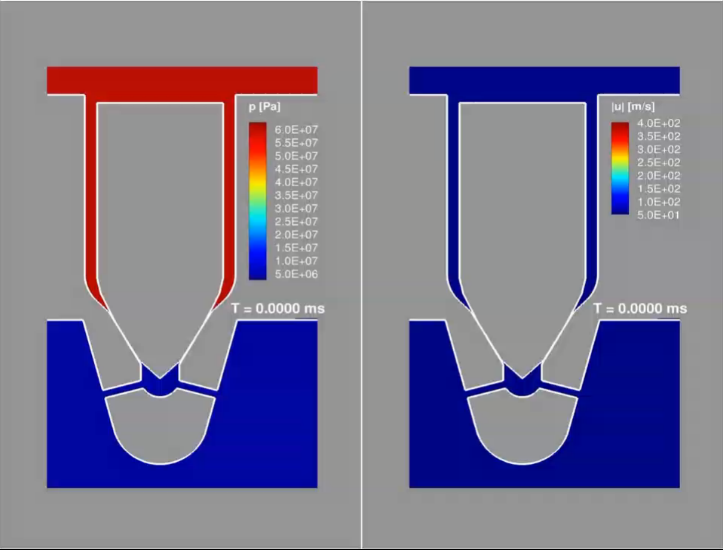 p [Pa]
6.0E+07
5.5E+07
5.0E+07
4.5E+07
4.0E+07
3.5E+07
3.0E+07
2.5E+07
2.0E+07
1.5E+07
1.0E+07
5.0E+06
T = 0.0000 ms
|u| [m/s]
4.0E+02
3.5E+02
3.0E+02
2.5E+02
2.0E+02
1.5E+02
1.0E+02
5.0E+01
T = 0.0000 ms